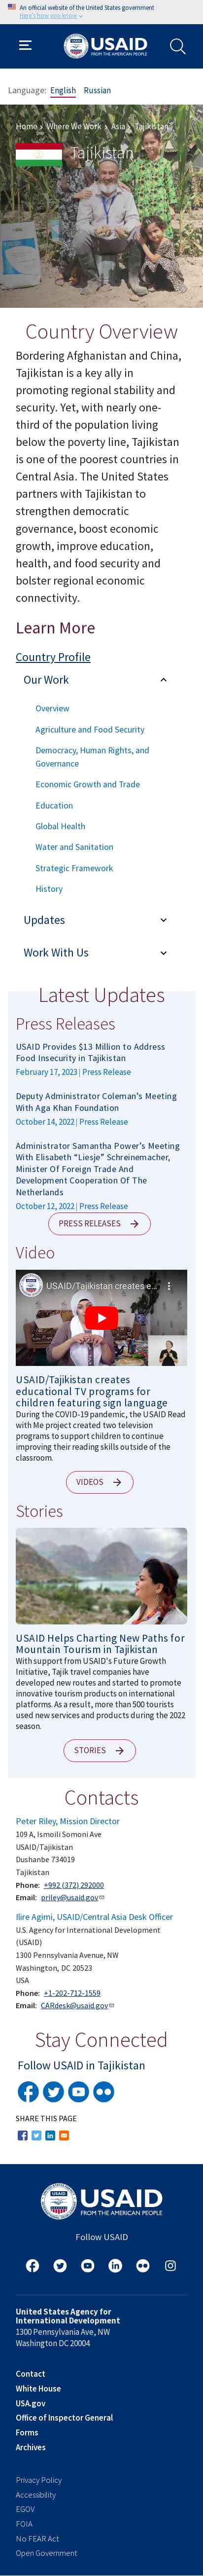 An official website of the United States government
Here's how you know
USAID
FROM THE AMERICAN PEOPLE
Language: English Russian
Home › Where We Work › Asia › Tajikistan
Tajikistan
Country Overview
Bordering Afghanistan and China,
Tajikistan is a key ally in
promoting regional stability and
security. Yet, with nearly one-
third of the population living
below the poverty line, Tajikistan
is one of the poorest countries in
Central Asia. The United States
partners with Tajikistan to
strengthen democratic
governance, boost economic
growth, improve education,
health, and food security and
bolster regional economic
connectivity.
Learn More
Country Profile
Our Work
Overview
Agriculture and Food Security
Democracy, Human Rights, and
Governance
Economic Growth and Trade
Education
Global Health
Water and Sanitation
Strategic Framework
History
Updates
Work With Us
Latest Updates
Press Releases
USAID Provides $13 Million to Address
Food Insecurity in Tajikistan
February 17, 2023 | Press Release
Deputy Administrator Coleman’s Meeting
With Aga Khan Foundation
October 14, 2022 | Press Release
Administrator Samantha Power’s Meeting
With Elisabeth “Liesje” Schreinemacher,
Minister Of Foreign Trade And
Development Cooperation Of The
Netherlands
October 12, 2022 | Press Release
PRESS RELEASES
Video
USAID/Tajikistan creates e...
USAID/Tajikistan creates
educational TV programs for
children featuring sign language
During the COVID-19 pandemic, the USAID Read
with Me project created television
programs to support children to continue
improving their reading skills outside of the
classroom.
VIDEOS
Stories
USAID Helps Charting New Paths for
Mountain Tourism in Tajikistan
With support from USAID's Future Growth
Initiative, Tajik travel companies have
developed new routes and started to promote
innovative tourism products on international
platforms. As a result, more than 500 tourists
used new services and products during the 2022
season.
STORIES
Contacts
Peter Riley, Mission Director
109 A, Ismoili Somoni Ave
USAID/Tajikistan
Dushanbe 734019
Tajikistan
Phone: +992 (372) 292000
Email: priley@usaid.gov
Ilire Agimi, USAID/Central Asia Desk Officer
U.S. Agency for International Development
(USAID)
1300 Pennsylvania Avenue, NW
Washington, DC 20523
USA
Phone: +1-202-712-1559
Email: CARdesk@usaid.gov
Stay Connected
Follow USAID in Tajikistan
SHARE THIS PAGE
USAID
FROM THE AMERICAN PEOPLE
Follow USAID
United States Agency for
International Development
1300 Pennsylvania Ave, NW
Washington DC 20004
Contact
White House
USA.gov
Office of Inspector General
Forms
Archives
Privacy Policy
Accessibility
EGOV
FOIA
No FEAR Act
Open Government